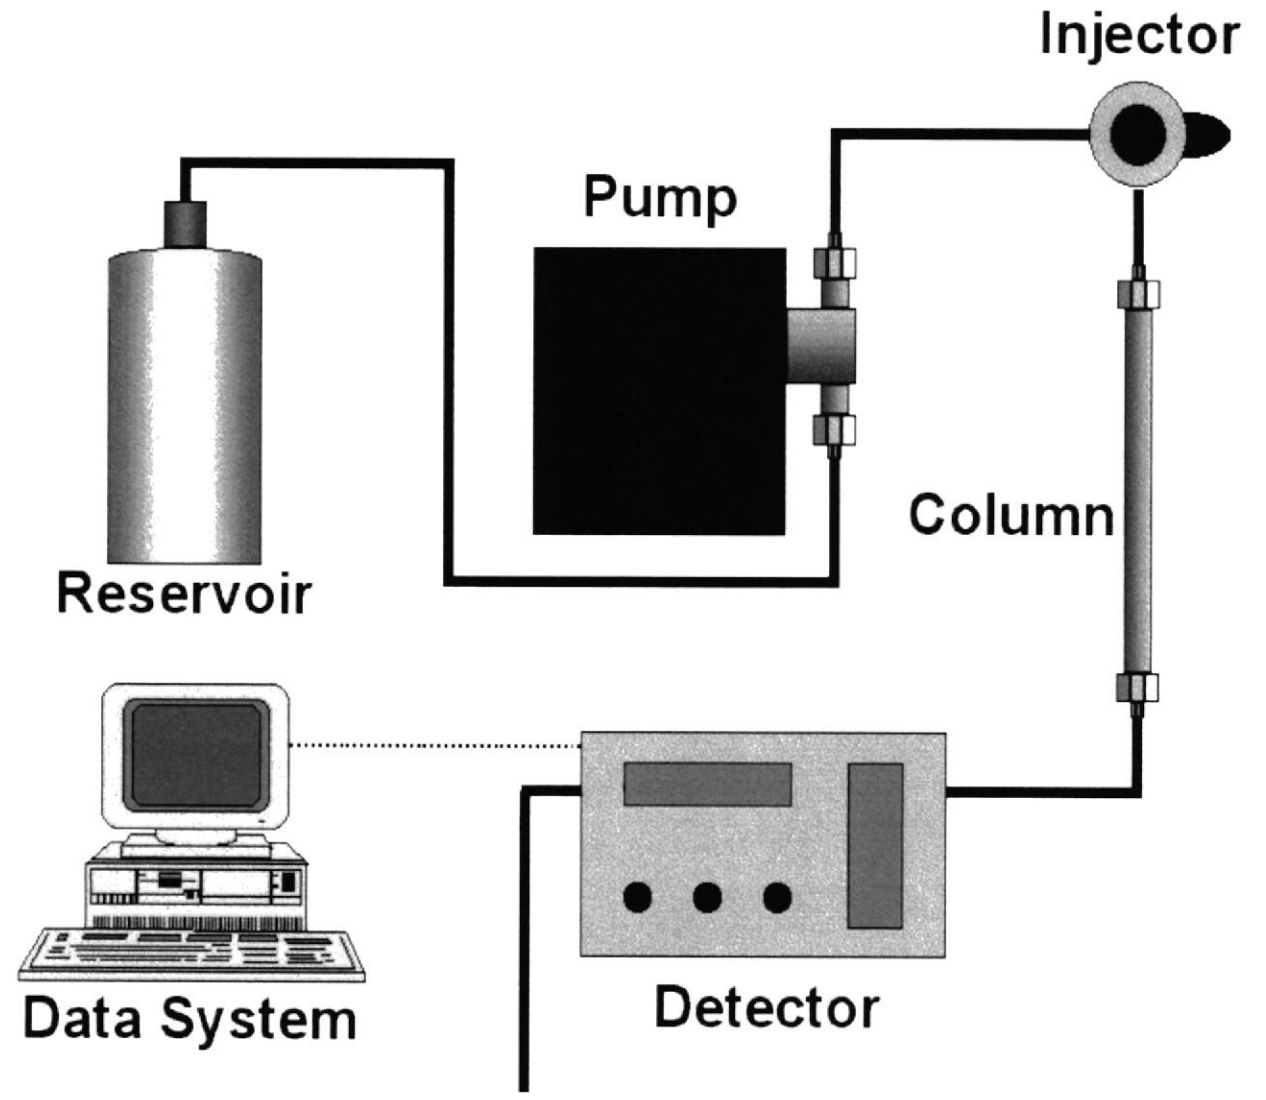 Injector
Pump
Column
Reservoir
Data System
Detector